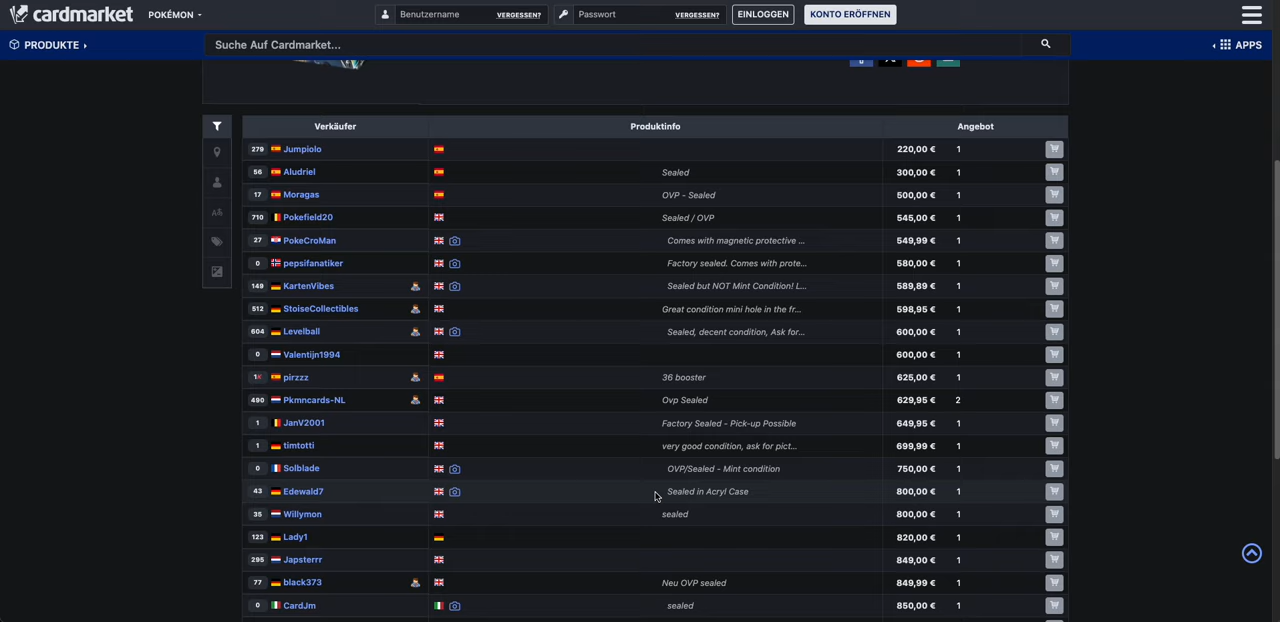 cardmarket POKÉMON Benutzername VERGESSEN? Passwort VERGESSEN? EINLOGGEN KONTO ERÖFFNEN
PRODUKTE Suche Auf Cardmarket... APPS
Verkäufer Produktinfo Angebot
279 Jumpiolo 220,00 € 1
56 Aludriel Sealed 300,00 € 1
17 Moragas OVP - Sealed 500,00 € 1
710 Pokefield20 Sealed / OVP 545,00 € 1
27 PokeCroMan Comes with magnetic protective ... 549,99 € 1
0 pepsifanatiker Factory sealed. Comes with prote... 580,00 € 1
149 KartenVibes Sealed but NOT Mint Condition! L... 589,89 € 1
512 StoiseCollectibles Great condition mini hole in the fr... 598,95 € 1
604 Levelball Sealed, decent condition, Ask for... 600,00 € 1
0 Valentijn1994 600,00 € 1
1K pirzzz 36 booster 625,00 € 1
490 Pkmncards-NL Ovp Sealed 629,95 € 2
1 JanV2001 Factory Sealed - Pick-up Possible 649,95 € 1
1 timtotti very good condition, ask for pict... 699,99 € 1
0 Solblade OVP/Sealed - Mint condition 750,00 € 1
43 Edewald7 Sealed in Acryl Case 800,00 € 1
35 Willymon sealed 800,00 € 1
123 Lady1 820,00 € 1
295 Japsterrr 849,00 € 1
77 black373 Neu OVP sealed 849,99 € 1
0 CardJm sealed 850,00 € 1